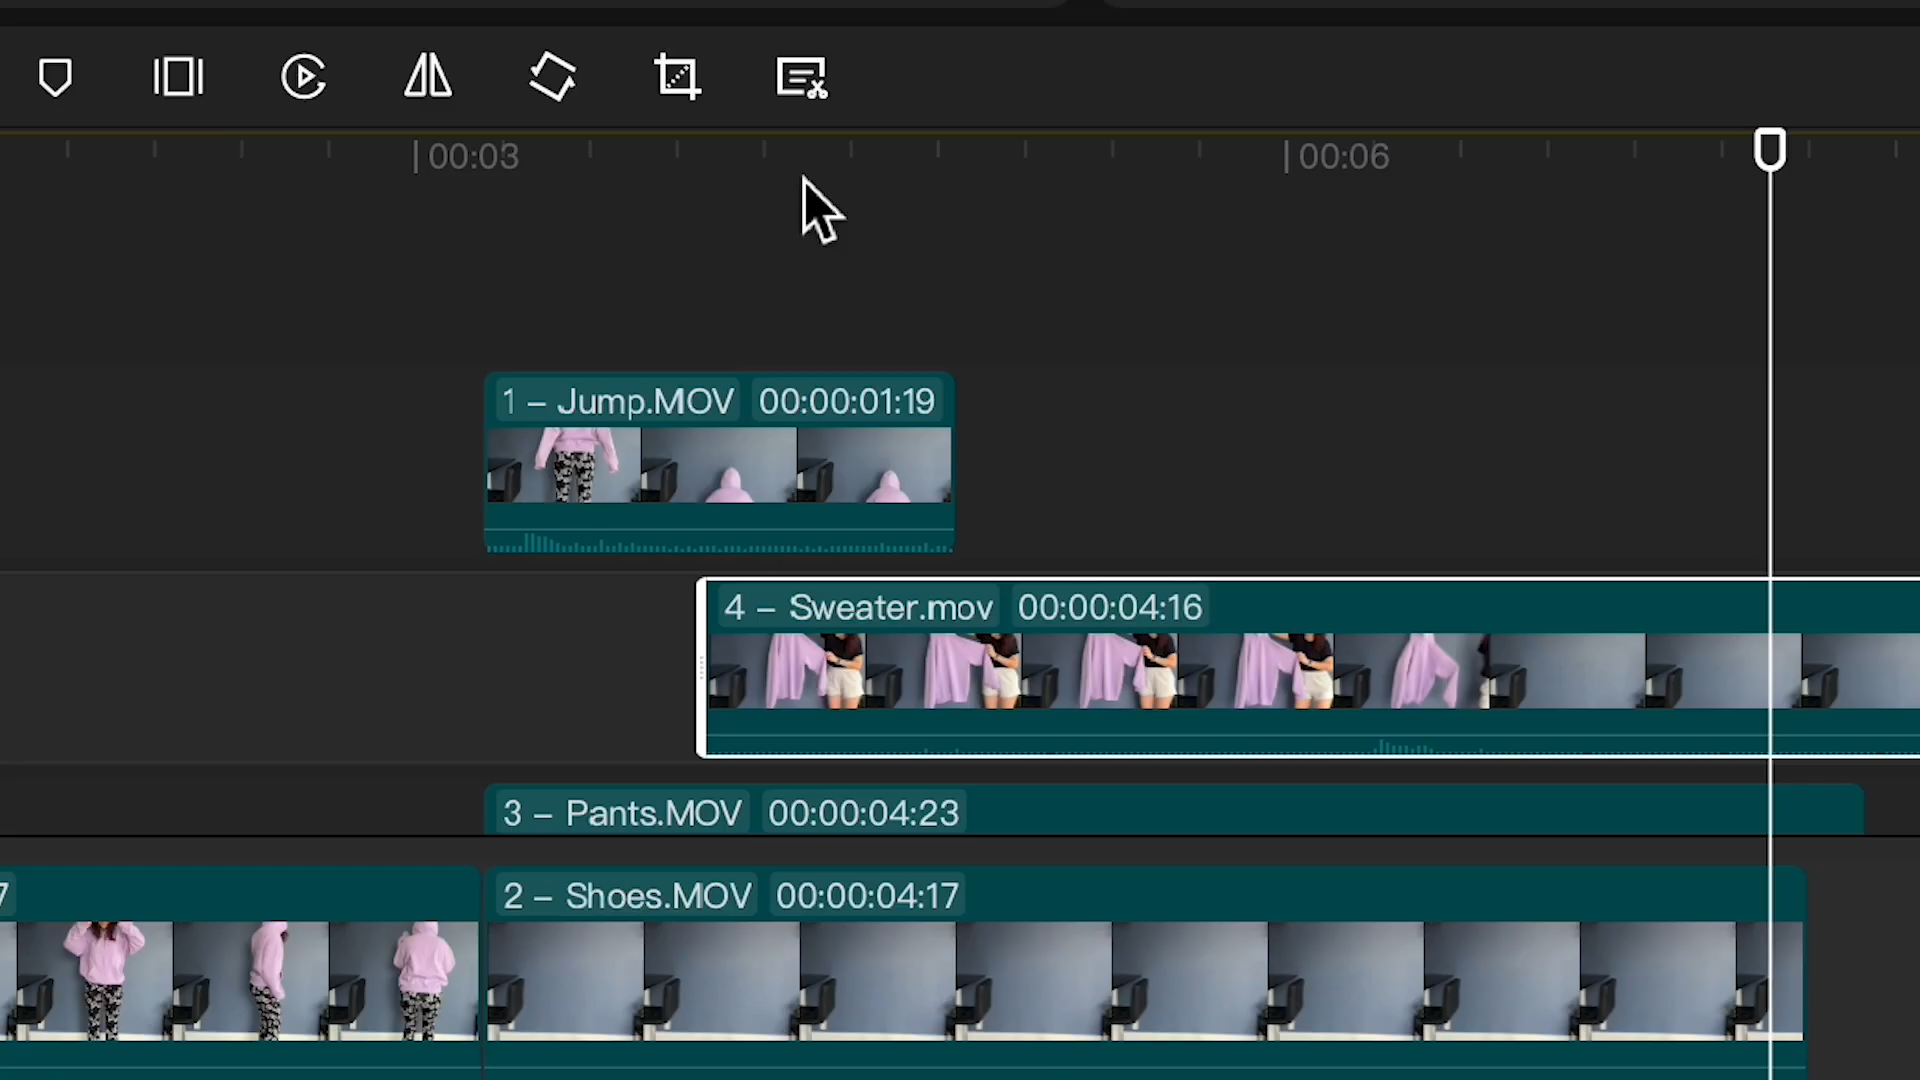 00:03
00:06
1 – Jump.MOV 00:00:01:19
4 – Sweater.mov 00:00:04:16
3 – Pants.MOV 00:00:04:23
7
2 – Shoes.MOV 00:00:04:17